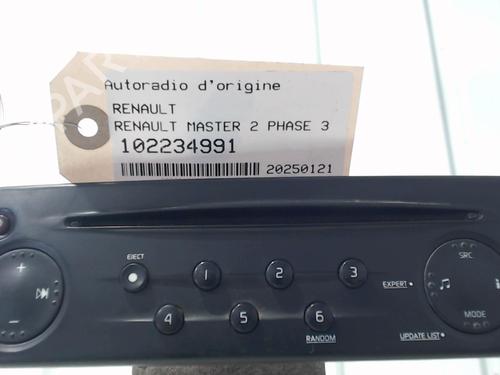 Autoradio d'origine
RENAULT
RENAULT MASTER 2 PHASE 3
102234991
20250121
EJECT
1
2
3
EXPERT
SRC
+
-
4
5
6
RANDOM
UPDATE LIST
MODE